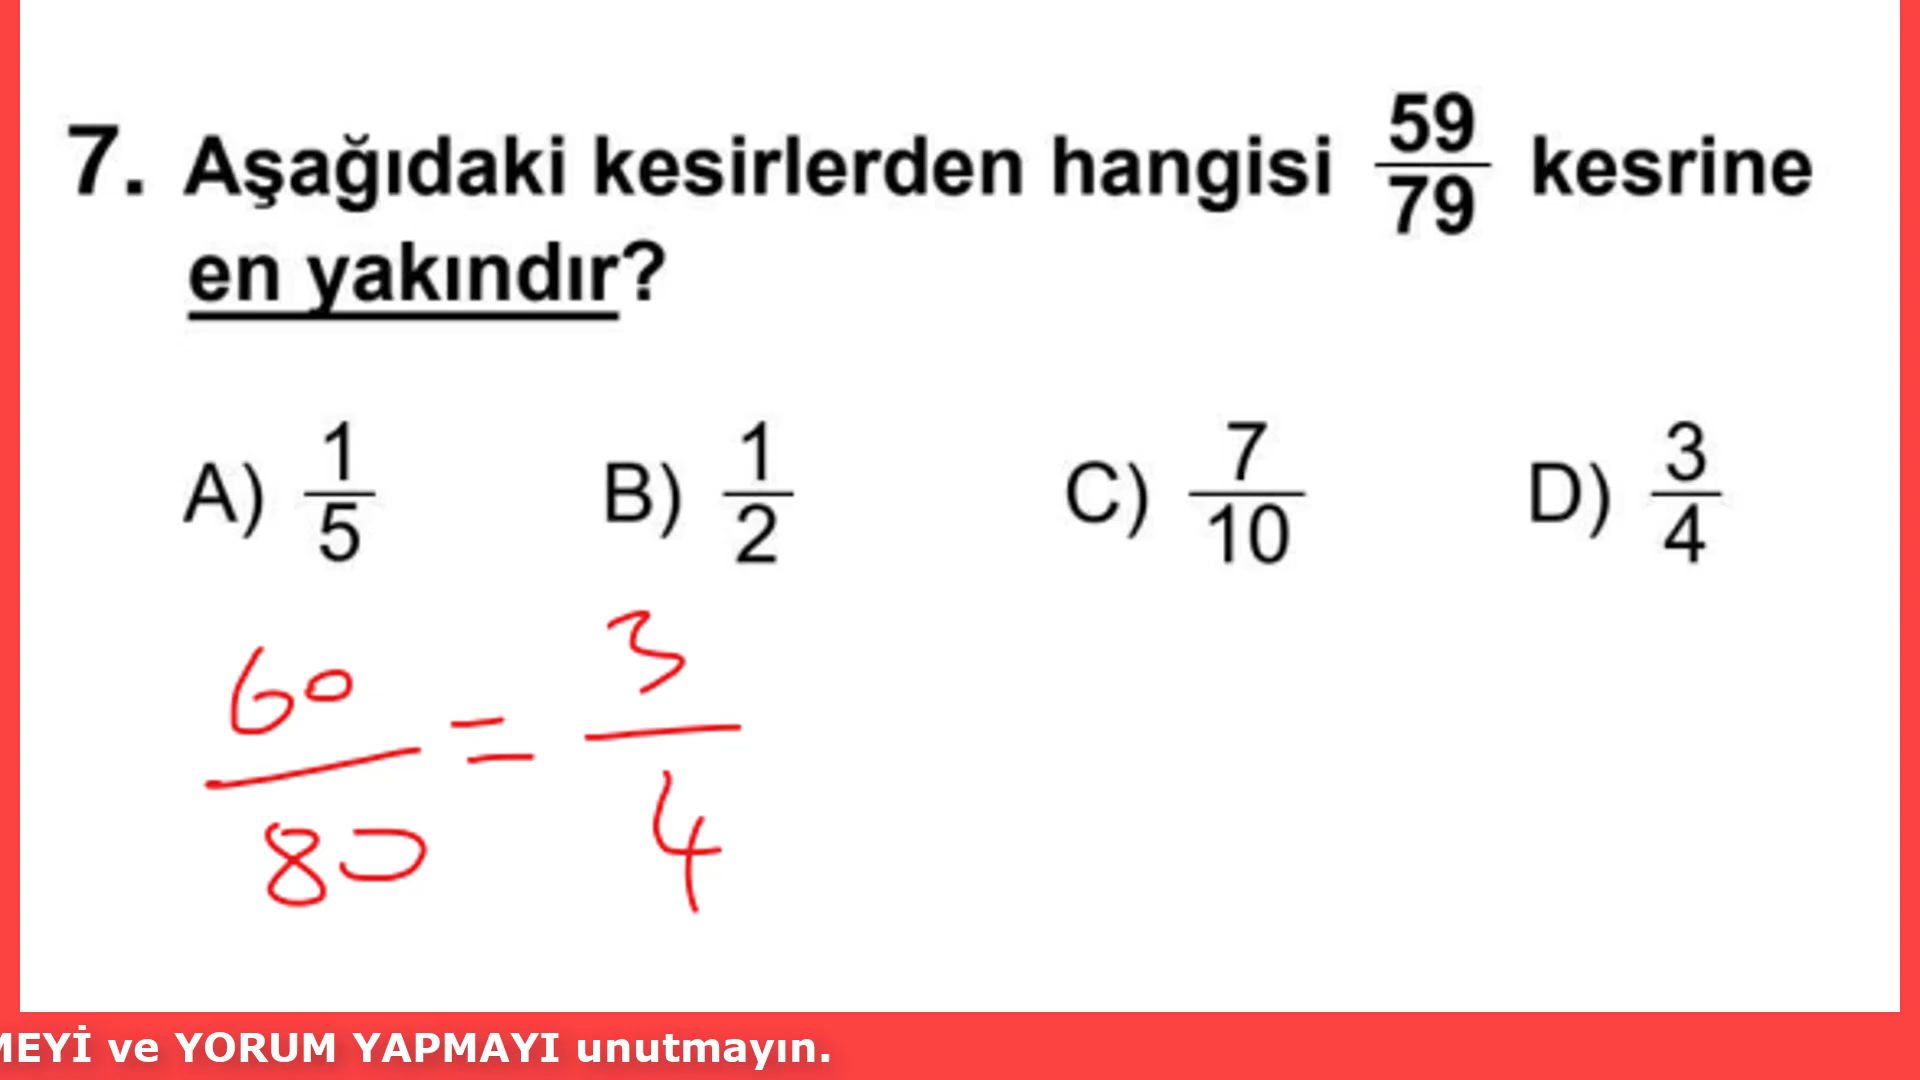 7. Aşağıdaki kesirlerden hangisi 59/79 kesrine
en yakındır?
A) 1/5 B) 1/2 C) 7/10 D) 3/4
60/80 = 3/4
MEYİ ve YORUM YAPMAYI unutmayın.